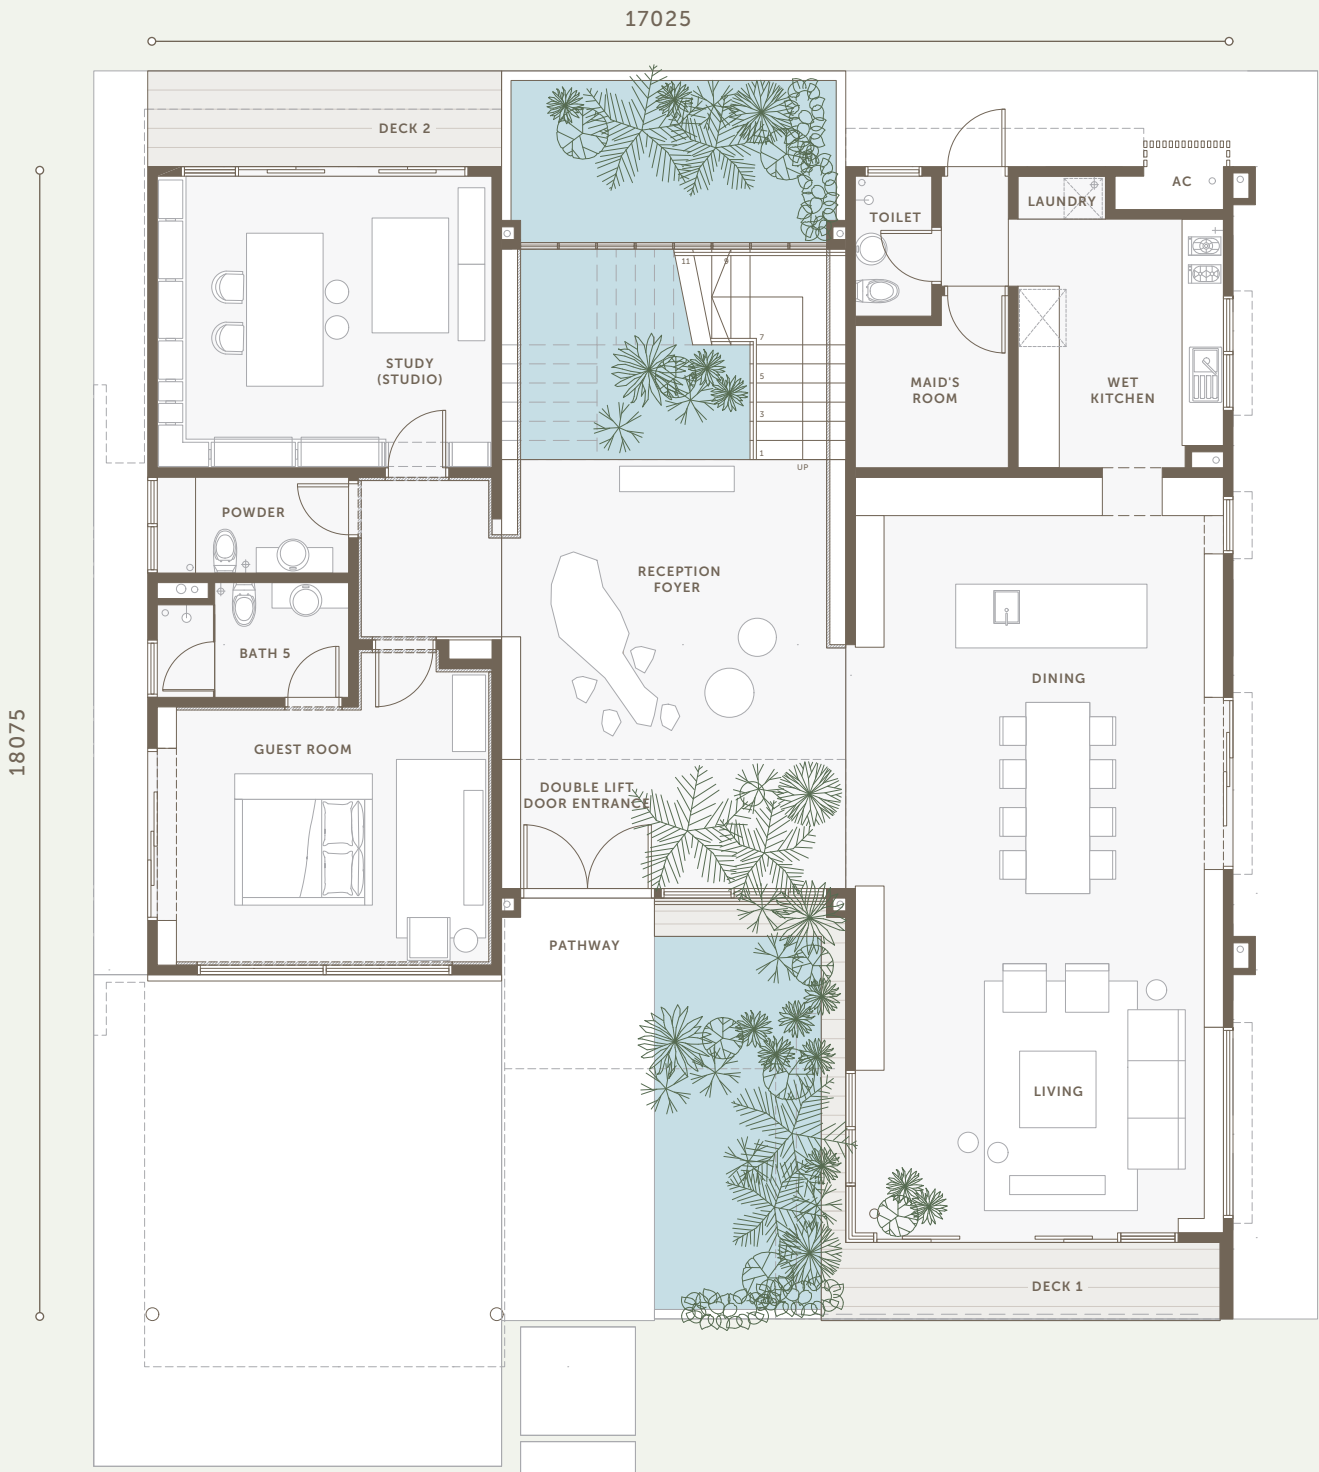 17025
DECK 2
AC
LAUNDRY
TOILET
11
9
7
STUDY
(STUDIO)
5
MAID'S
ROOM
WET
KITCHEN
3
1
UP
POWDER
RECEPTION
FOYER
BATH 5
DINING
18075
GUEST ROOM
DOUBLE LIFT
DOOR ENTRANCE
PATHWAY
LIVING
DECK 1